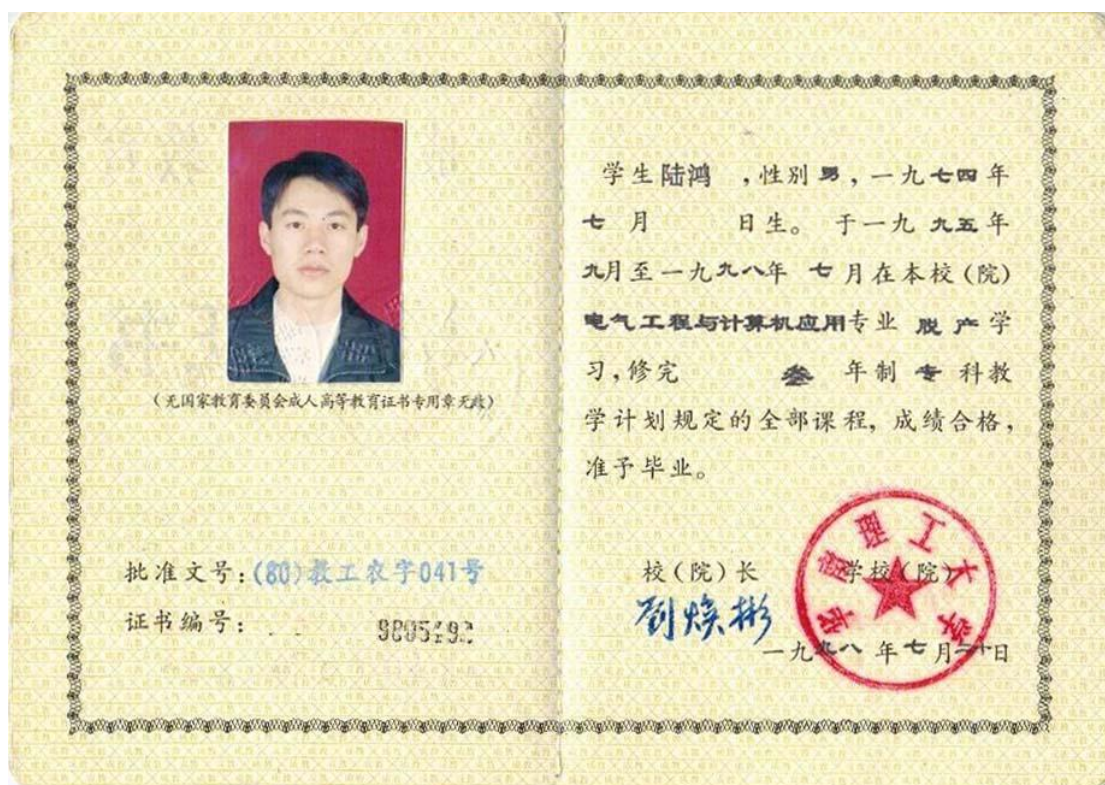 (无国家教育委员会成人高等教育证书专用章无效)
批准文号:(80)教工农字041号
证书编号:
学生陆鸿 ,性别男,一九七四年
七月 日生。于一九九五年
九月至一九九八年 七月在本校(院)
电气工程与计算机应用专业 脱产学
习,修完 叁 年制 专 科教
学计划规定的全部课程,成绩合格,
准予毕业。
校(院)长 学校(院)
刘焕彬
华南理工大学
一九九八年七月二十日